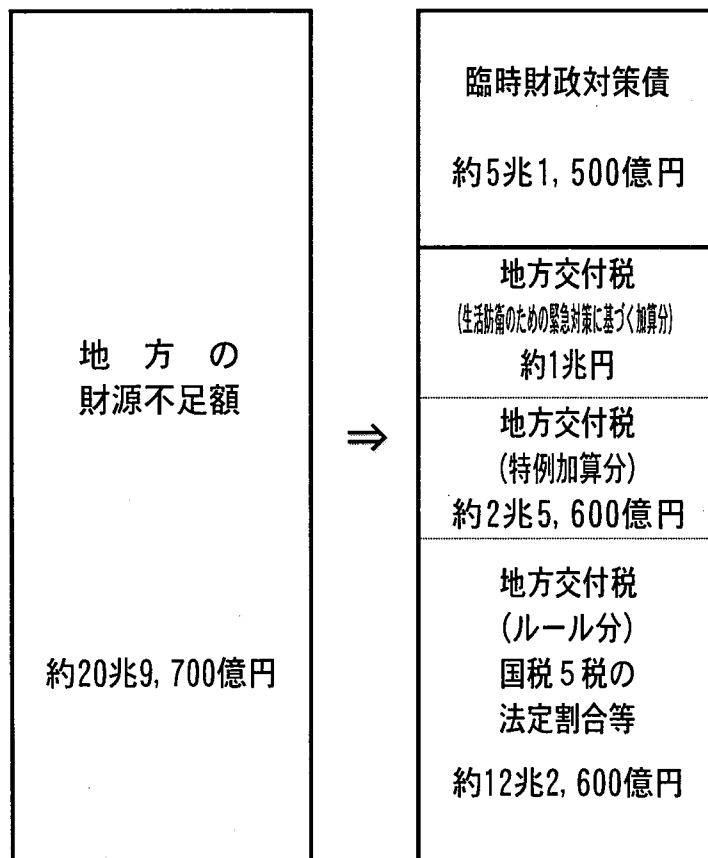 地方の
財源不足額
約20兆9,700億円
⇒
臨時財政対策債
約5兆1,500億円
地方交付税
(生活防衛のための緊急対策に基づく加算分)
約1兆円
地方交付税
(特例加算分)
約2兆5,600億円
地方交付税
(ルール分)
国税5税の
法定割合等
約12兆2,600億円